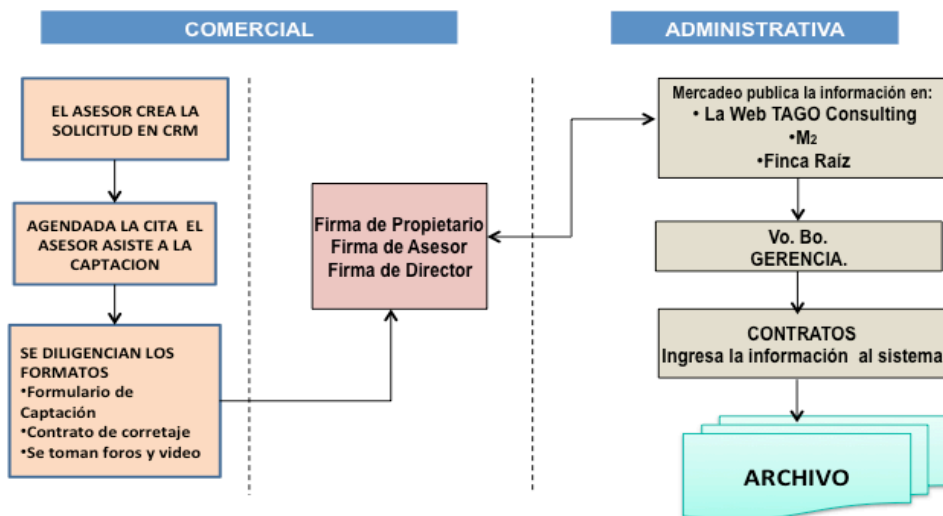 COMERCIAL
ADMINISTRATIVA
EL ASESOR CREA LA
SOLICITUD EN CRM
AGENDADA LA CITA EL
ASESOR ASISTE A LA
CAPTACION
SE DILIGENCIAN LOS
FORMATOS
•Formulario de
Captación
•Contrato de corretaje
•Se toman foros y video
Firma de Propietario
Firma de Asesor
Firma de Director
Mercadeo publica la información en:
• La Web TAGO Consulting
•M2
•Finca Raíz
Vo. Bo.
GERENCIA.
CONTRATOS
Ingresa la información al sistema
ARCHIVO